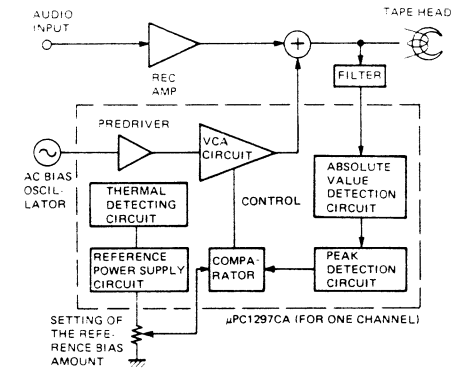 AUDIO
INPUT
REC
AMP
TAPE HEAD
FILTER
PREDRIVER
VCA
CIRCUIT
AC BIAS
OSCIL-
LATOR
THERMAL
DETECTING
CIRCUIT
CONTROL
ABSOLUTE
VALUE
DETECTION
CIRCUIT
REFERENCE
POWER SUPPLY
CIRCUIT
COMPA-
RATOR
PEAK
DETECTION
CIRCUIT
SETTING OF
THE REFE-
RENCE BIAS
AMOUNT
μPC1297CA (FOR ONE CHANNEL)